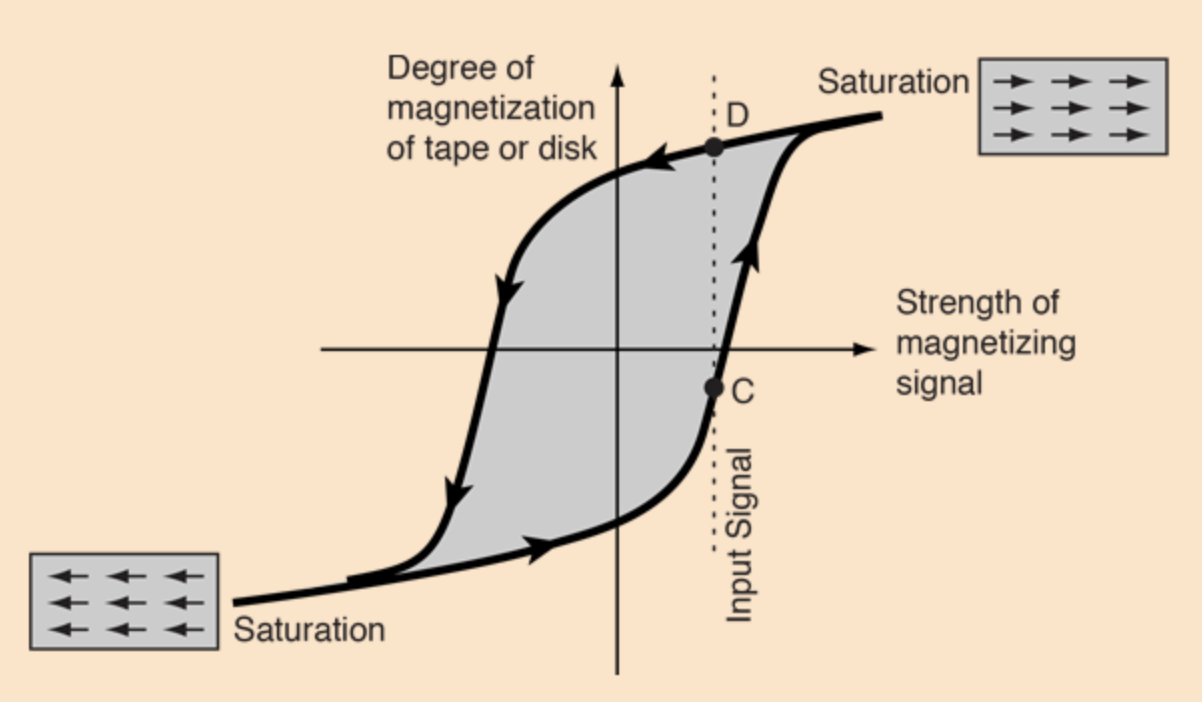 Degree of
magnetization
of tape or disk
Saturation
D
Strength of
magnetizing
signal
C
Input Signal
Saturation